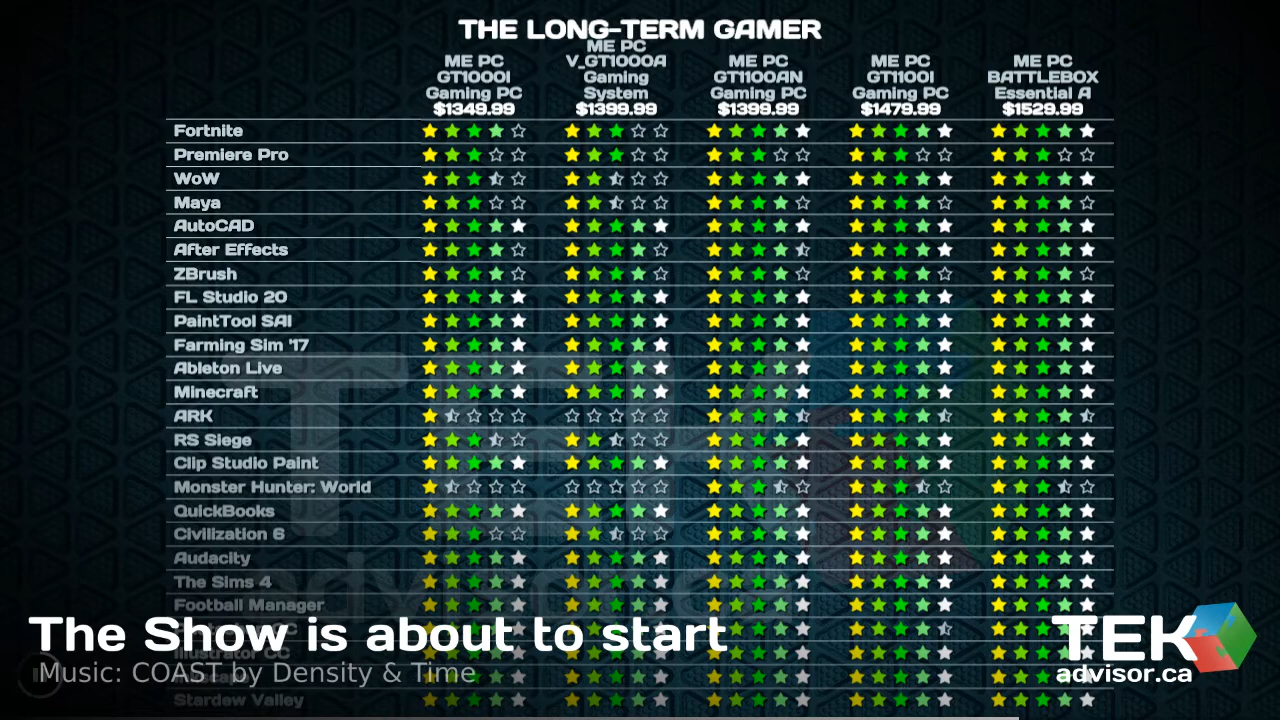 THE LONG-TERM GAMER
ME PC
GT1000I
Gaming PC
$1349.99
ME PC
V_GT1000A
Gaming
System
$1399.99
ME PC
GT1100AN
Gaming PC
$1399.99
ME PC
GT1100I
Gaming PC
$1479.99
ME PC
BATTLEBOX
Essential A
$1529.99
Fortnite
Premiere Pro
WoW
Maya
AutoCAD
After Effects
ZBrush
FL Studio 20
PaintTool SAI
Farming Sim '17
Ableton Live
Minecraft
ARK
RS Siege
Clip Studio Paint
Monster Hunter: World
QuickBooks
Civilization 6
Audacity
The Sims 4
Football Manager
Illustrator CC
Stardew Valley
The Show is about to start
Music: COAST by Density & Time
TEK
advisor.ca